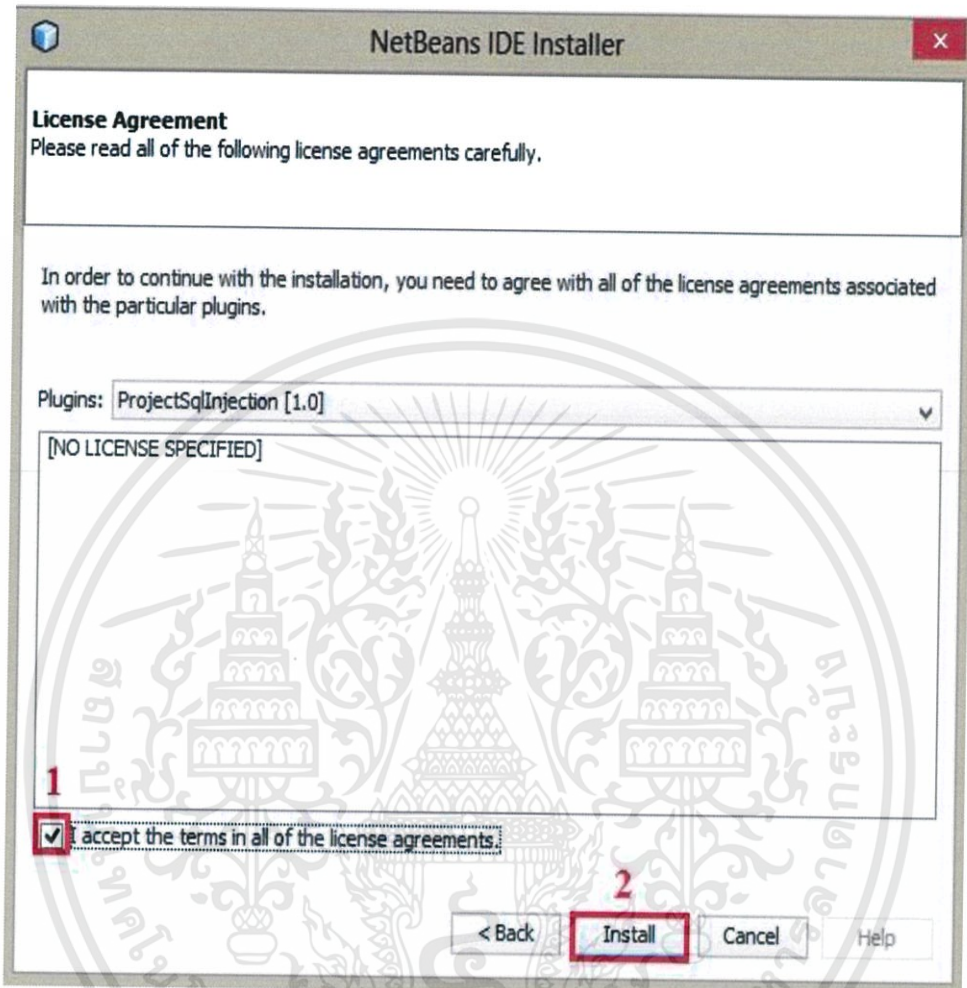 NetBeans IDE Installer
License Agreement
Please read all of the following license agreements carefully.
In order to continue with the installation, you need to agree with all of the license agreements associated
with the particular plugins.
Plugins: ProjectSqlInjection [1.0]
[NO LICENSE SPECIFIED]
1
I accept the terms in all of the license agreements.
2
< Back Install Cancel Help